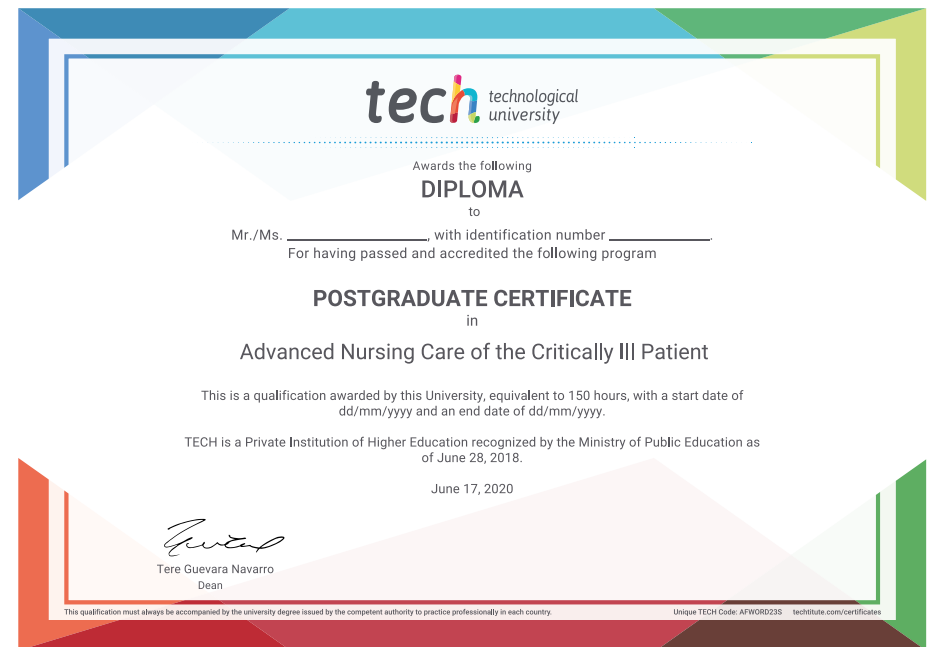 tech technological
university
Awards the following
DIPLOMA
to
Mr./Ms. ____________________, with identification number ______________.
For having passed and accredited the following program
POSTGRADUATE CERTIFICATE
in
Advanced Nursing Care of the Critically Ill Patient
This is a qualification awarded by this University, equivalent to 150 hours, with a start date of
dd/mm/yyyy and an end date of dd/mm/yyyy.
TECH is a Private Institution of Higher Education recognized by the Ministry of Public Education as
of June 28, 2018.
June 17, 2020
Tere Guevara Navarro
Dean
This qualification must always be accompanied by the university degree issued by the competent authority to practice professionally in each country.
Unique TECH Code: AFWORD23S techtitute.com/certificates